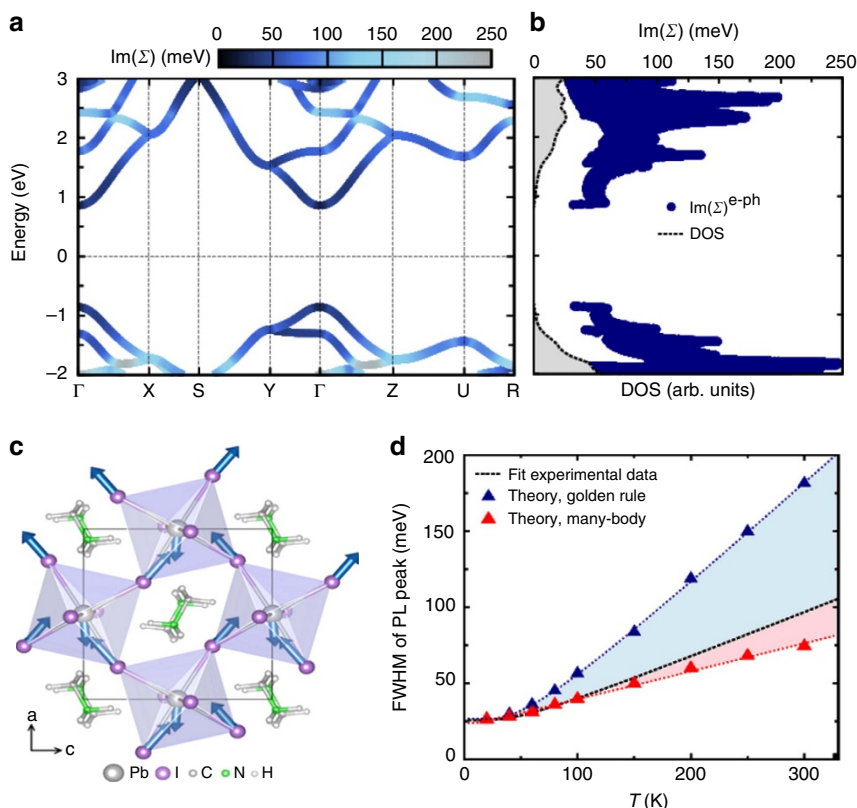 a
Im(Σ) (meV)
0 50 100 150 200 250
Energy (eV)
3
2
1
0
–1
–2
Γ X S Y Γ Z U R
b
Im(Σ) (meV)
0 50 100 150 200 250
Im(Σ)e-ph
DOS
DOS (arb. units)
c
a
c
Pb I C N H
d
FWHM of PL peak (meV)
200
150
100
50
0
Fit experimental data
Theory, golden rule
Theory, many-body
0 100 200 300
T (K)